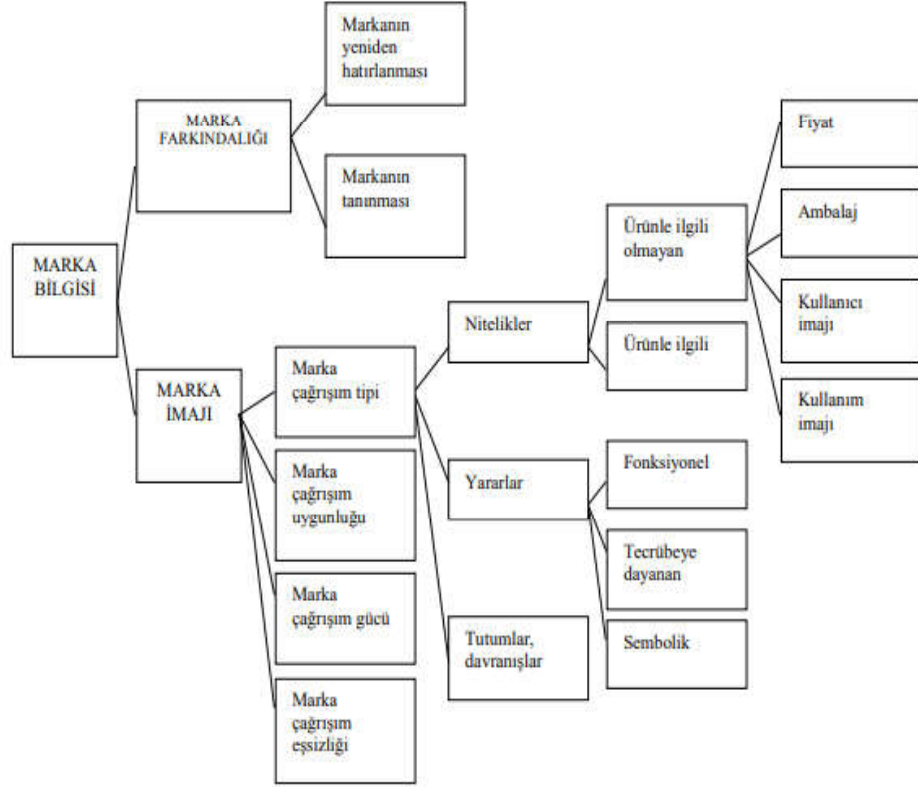 MARKA
BİLGİSİ
MARKA
FARKINDALIĞI
Markanın
yeniden
hatırlanması
Markanın
tanınması
MARKA
İMAJI
Marka
çağrışım tipi
Marka
çağrışım
uygunluğu
Marka
çağrışım gücü
Marka
çağrışım
eşsizliği
Nitelikler
Yararlar
Tutumlar,
davranışlar
Ürünle ilgili
olmayan
Ürünle ilgili
Fonksiyonel
Tecrübeye
dayanan
Sembolik
Fiyat
Ambalaj
Kullanıcı
imajı
Kullanım
imajı